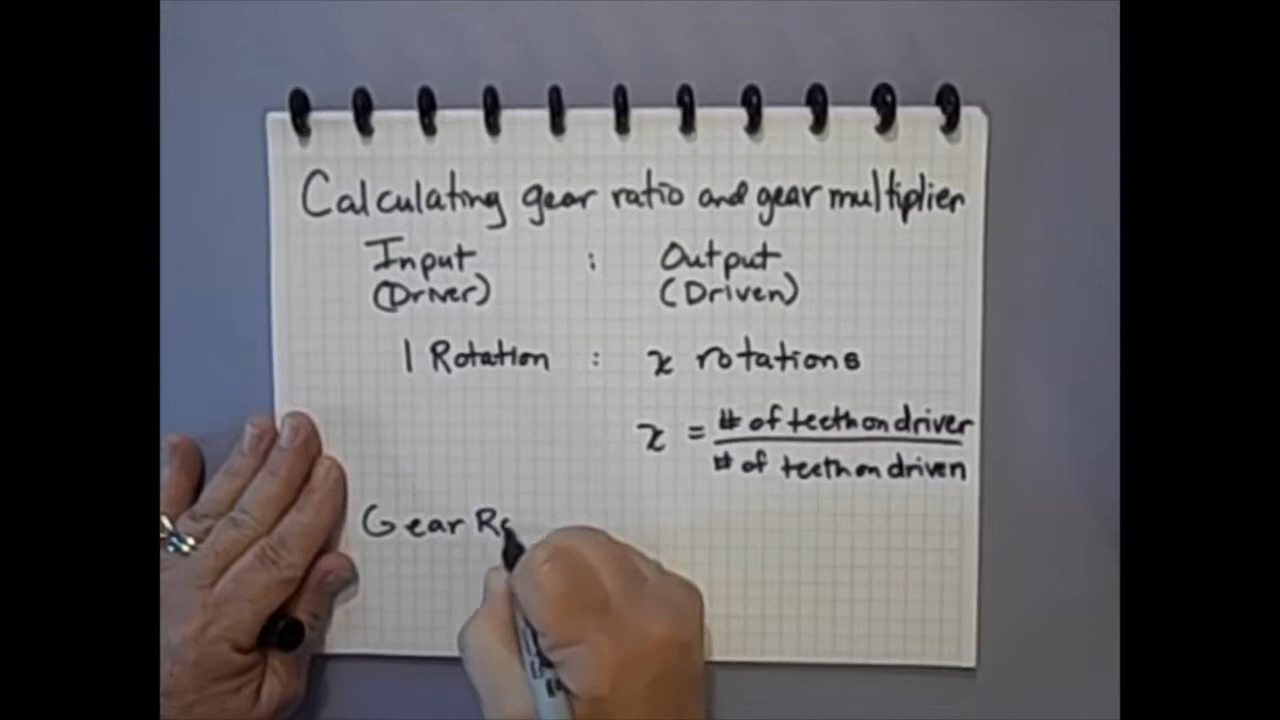 Calculating gear ratio and gear multiplier
Input : Output
(Driver) (Driven)
1 Rotation : x rotations
x = # of teeth on driver
# of teeth on driven
Gear Ra